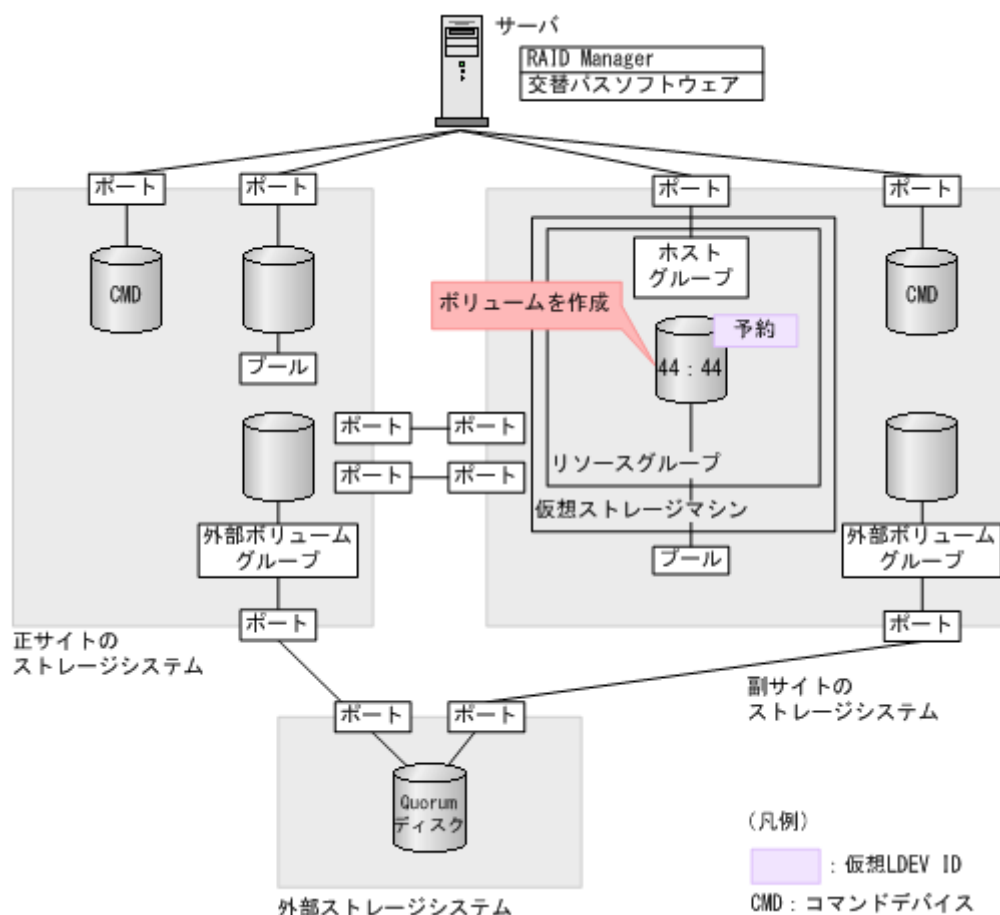 サーバ
RAID Manager
交替パスソフトウェア
ポート
ポート
ポート
ポート
CMD
ホスト
グループ
CMD
ボリュームを作成
予約
44：44
プール
ポート
ポート
ポート
ポート
リソースグループ
仮想ストレージマシン
外部ボリューム
グループ
プール
外部ボリューム
グループ
ポート
ポート
正サイトの
ストレージシステム
副サイトの
ストレージシステム
ポート
ポート
Quorum
ディスク
外部ストレージシステム
(凡例)
：仮想LDEV ID
CMD：コマンドデバイス